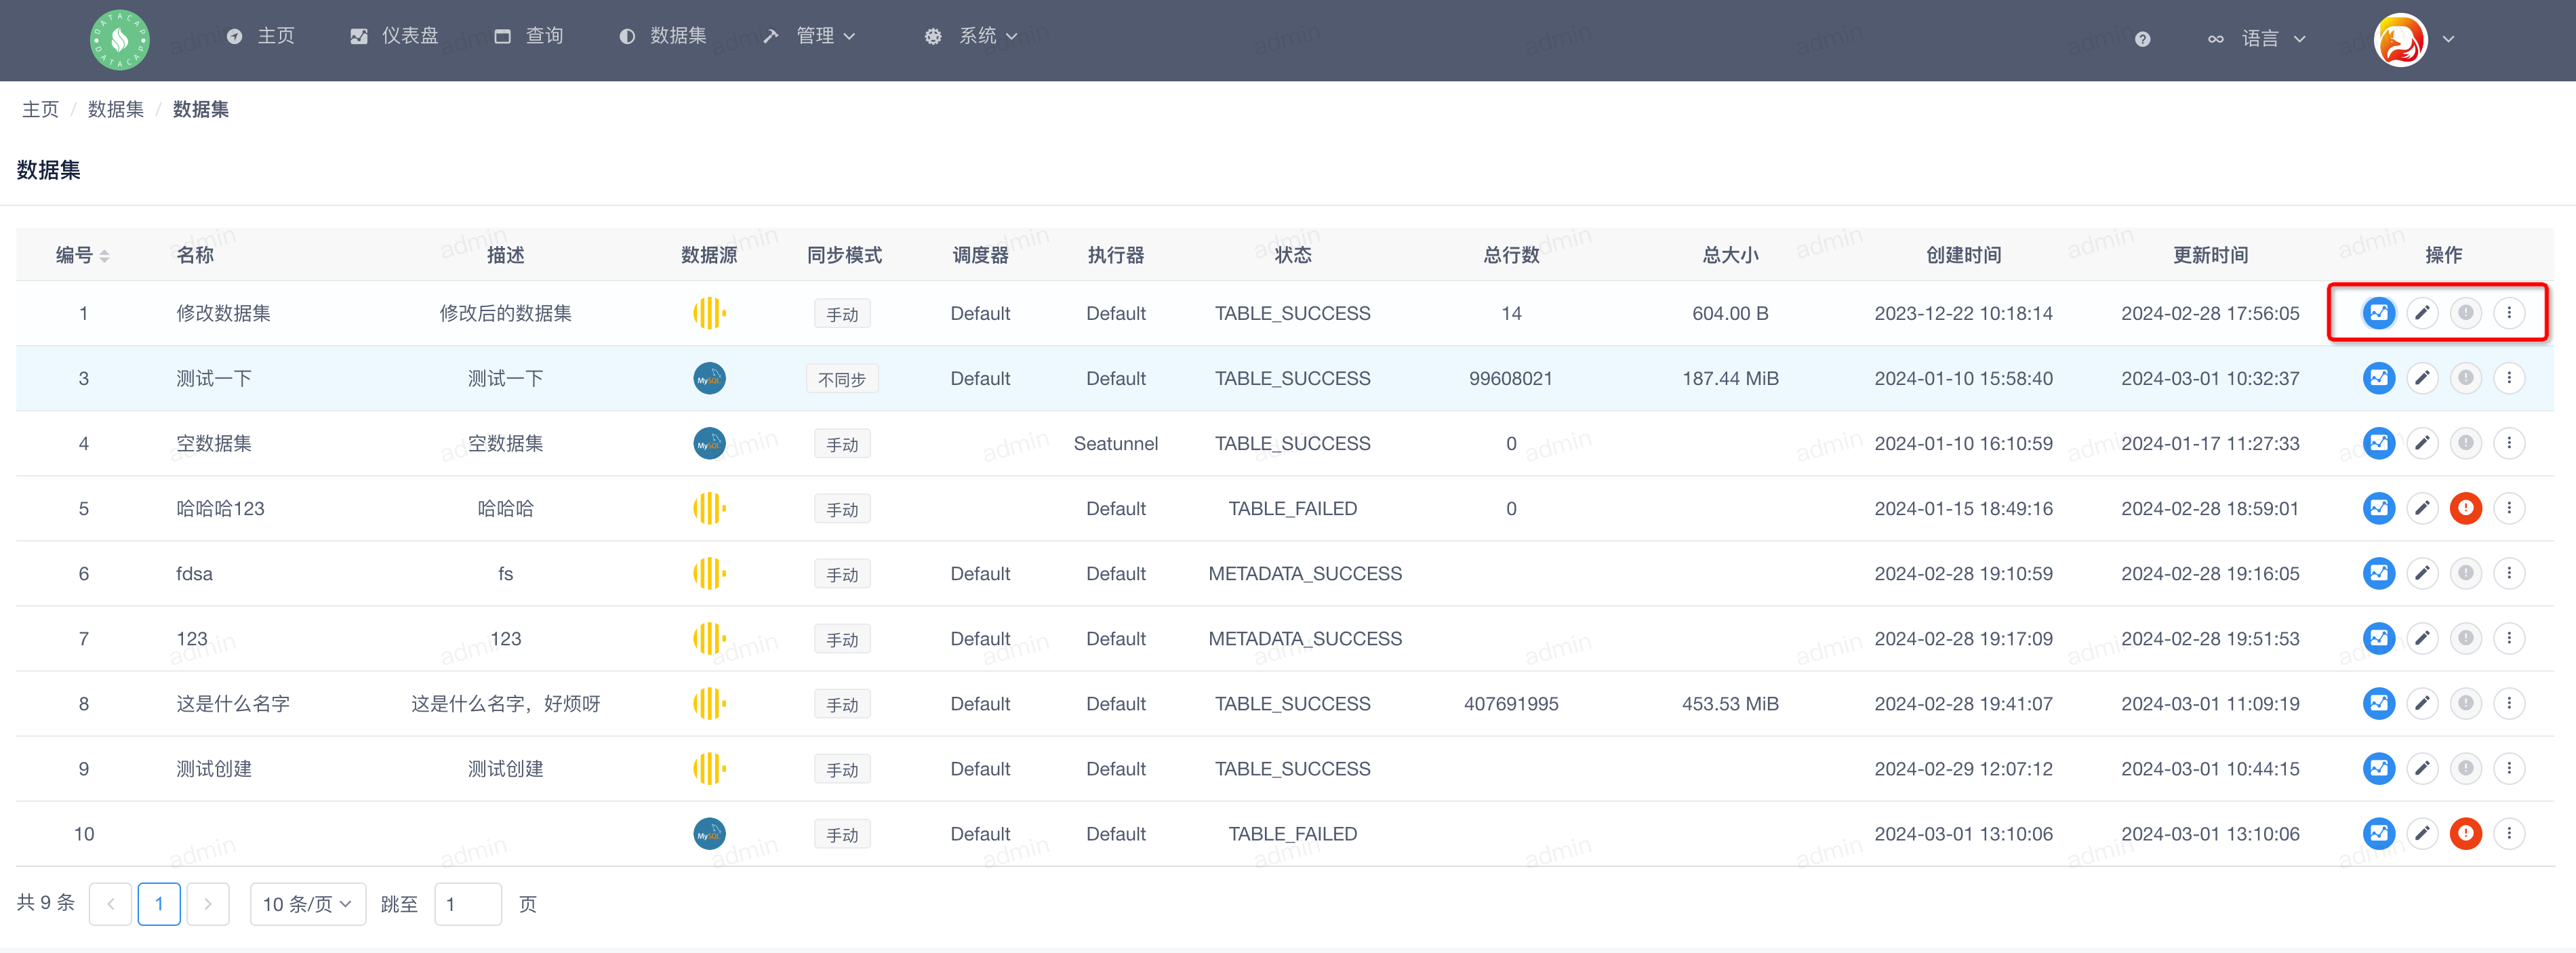 DATACAP DATACAP 主页 仪表盘 查询 数据集 管理 系统 语言
主页 / 数据集 / 数据集
数据集
编号 名称 描述 数据源 同步模式 调度器 执行器 状态 总行数 总大小 创建时间 更新时间 操作
1 修改数据集 修改后的数据集 手动 Default Default TABLE_SUCCESS 14 604.00 B 2023-12-22 10:18:14 2024-02-28 17:56:05
3 测试一下 测试一下 MySQL 不同步 Default Default TABLE_SUCCESS 99608021 187.44 MiB 2024-01-10 15:58:40 2024-03-01 10:32:37
4 空数据集 空数据集 MySQL 手动 Seatunnel TABLE_SUCCESS 0 2024-01-10 16:10:59 2024-01-17 11:27:33
5 哈哈哈123 哈哈哈 手动 Default TABLE_FAILED 0 2024-01-15 18:49:16 2024-02-28 18:59:01
6 fdsa fs 手动 Default Default METADATA_SUCCESS 2024-02-28 19:10:59 2024-02-28 19:16:05
7 123 123 手动 Default Default METADATA_SUCCESS 2024-02-28 19:17:09 2024-02-28 19:51:53
8 这是什么名字 这是什么名字，好烦呀 手动 Default Default TABLE_SUCCESS 407691995 453.53 MiB 2024-02-28 19:41:07 2024-03-01 11:09:19
9 测试创建 测试创建 手动 Default Default TABLE_SUCCESS 2024-02-29 12:07:12 2024-03-01 10:44:15
10 MySQL 手动 Default Default TABLE_FAILED 2024-03-01 13:10:06 2024-03-01 13:10:06
共 9 条 1 10 条/页 跳至 1 页
admin